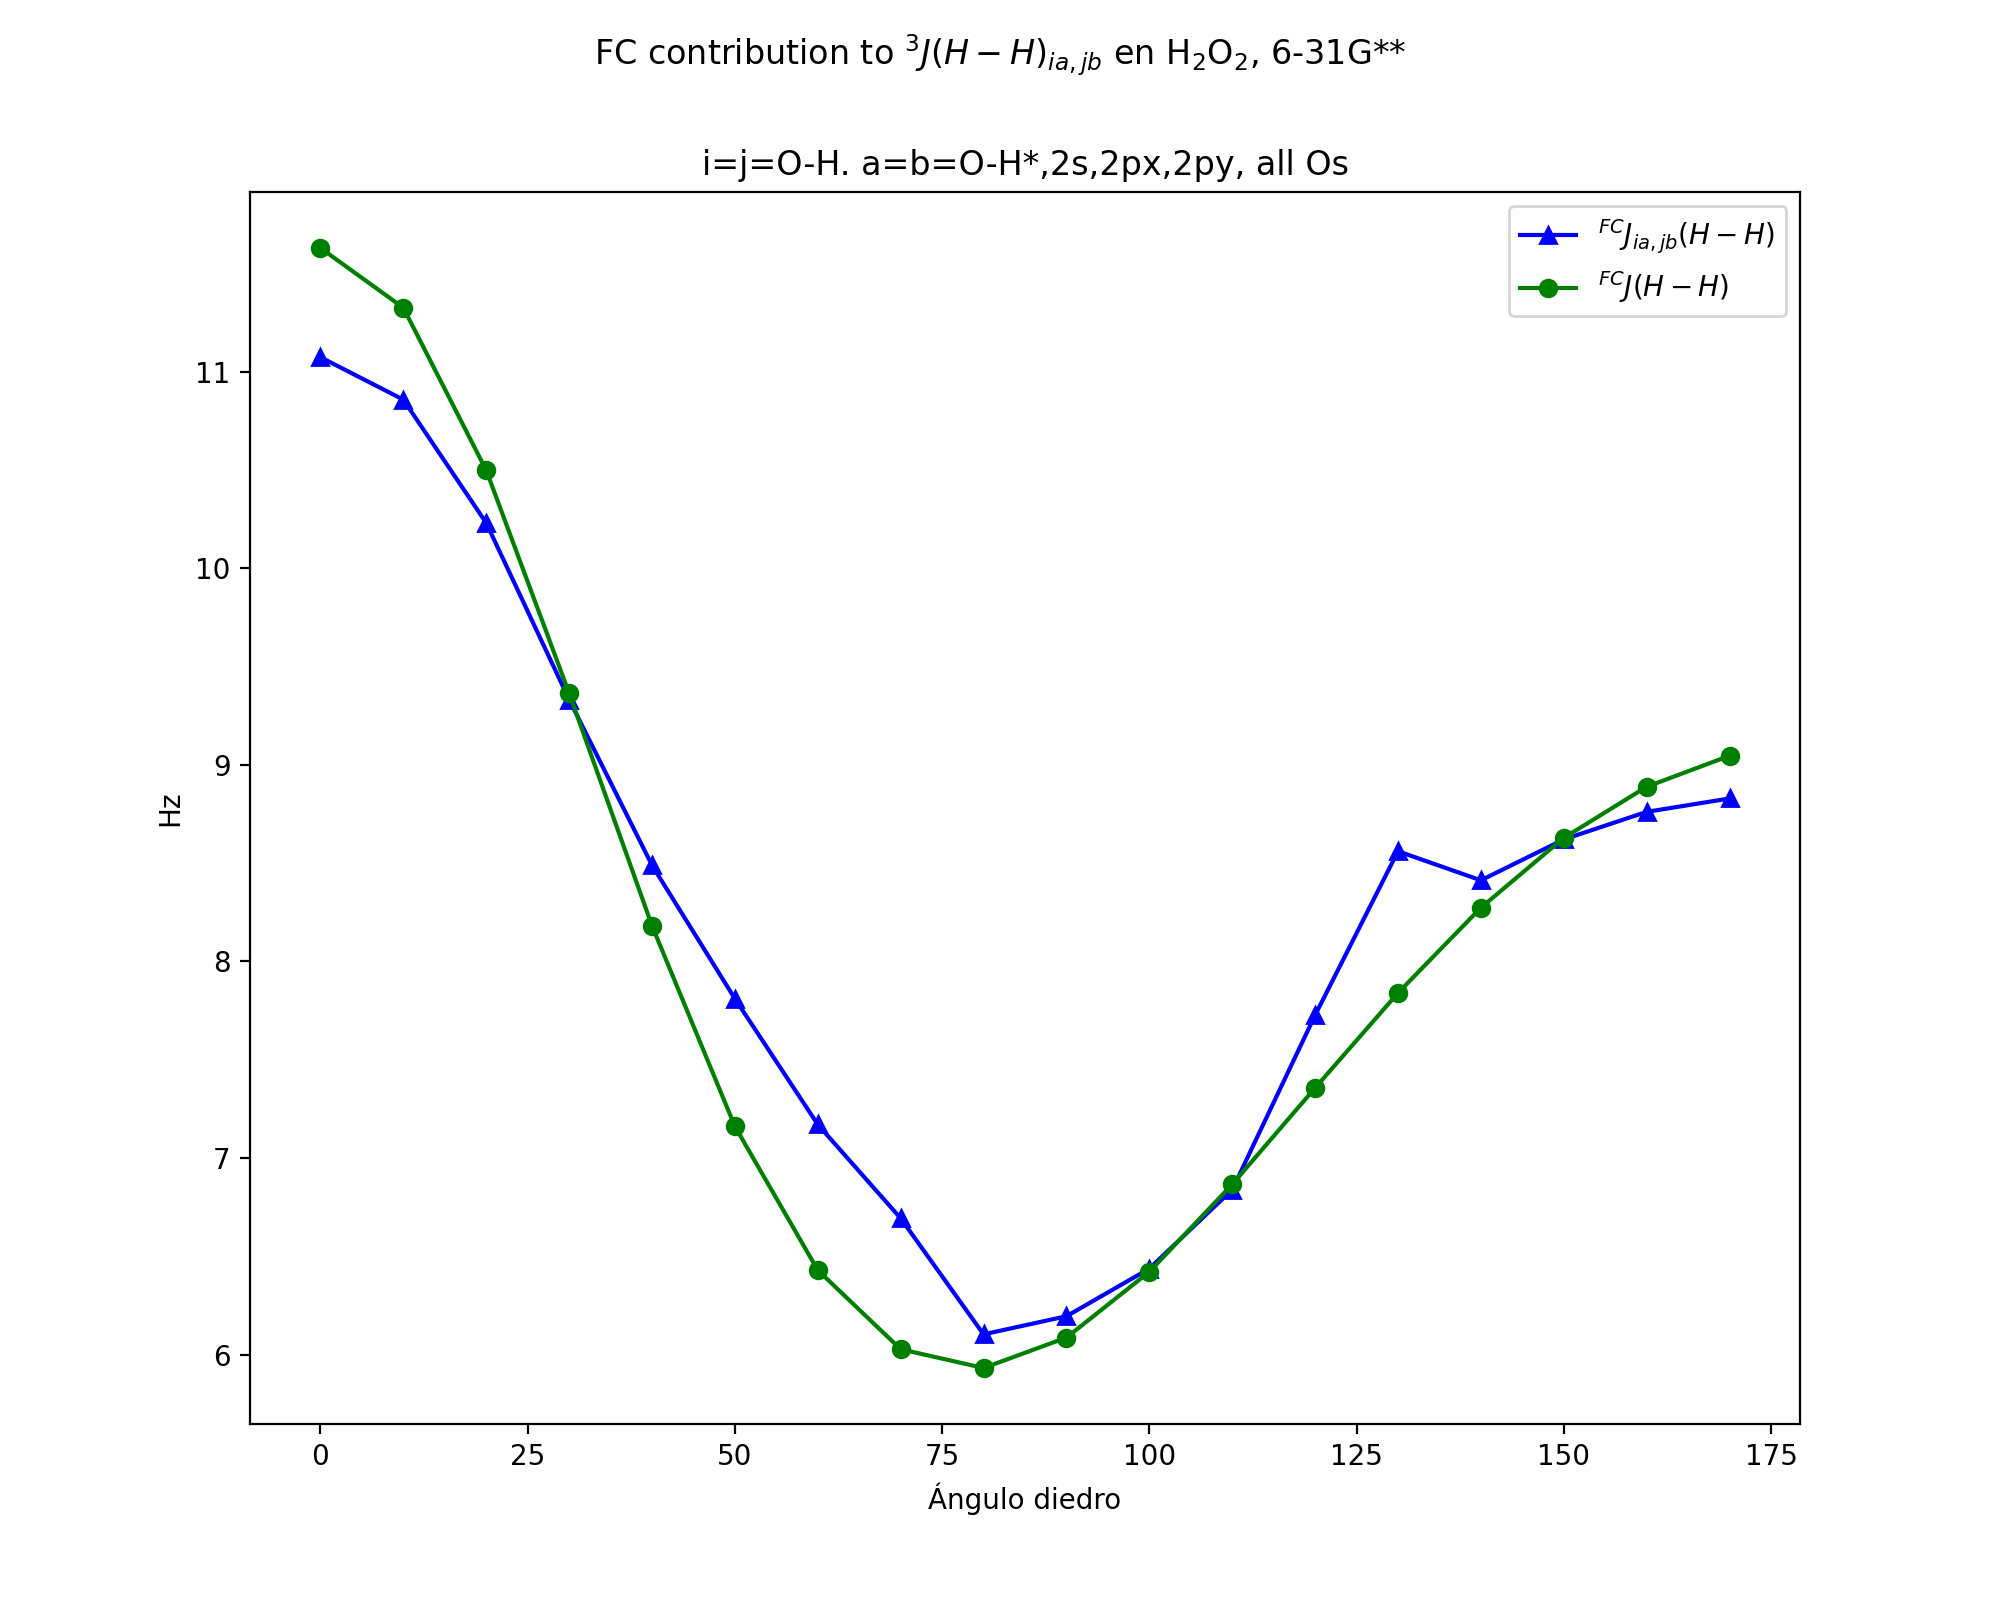 FC contribution to ³J(H − H)ᵢₐ,ⱼb en H₂O₂, 6-31G**
i=j=O-H. a=b=O-H*,2s,2px,2py, all Os
ᶠᶜJᵢₐ,ⱼb(H − H)
ᶠᶜJ(H − H)
11
10
9
8
7
6
Hz
0 25 50 75 100 125 150 175
Ángulo diedro